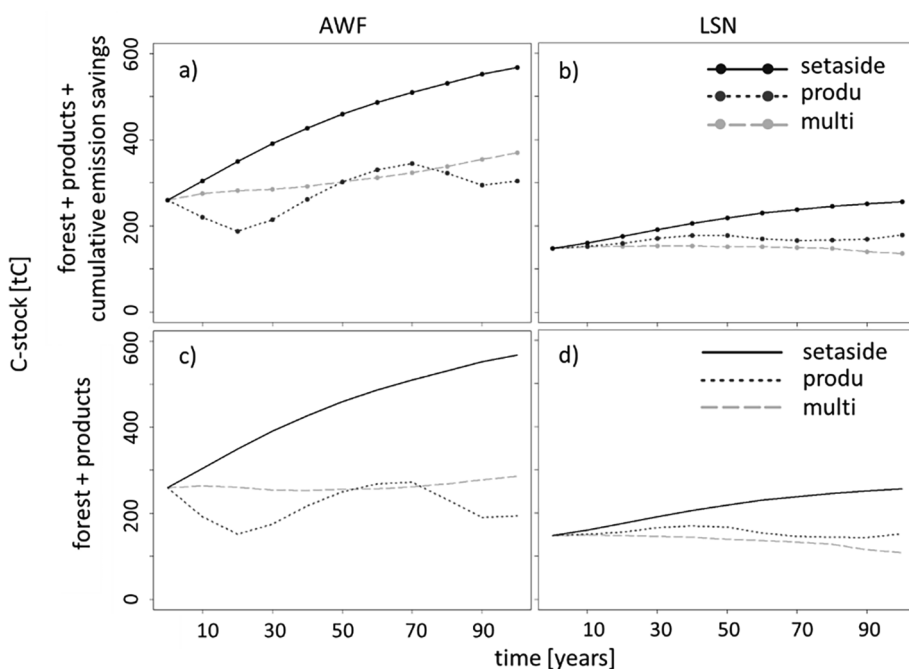 AWF
LSN
C-stock [tC]
forest + products +
cumulative emission savings
600
400
200
0
a)
b)
setaside
produ
multi
forest + products
600
400
200
0
c)
d)
setaside
produ
multi
10 30 50 70 90
10 30 50 70 90
time [years]